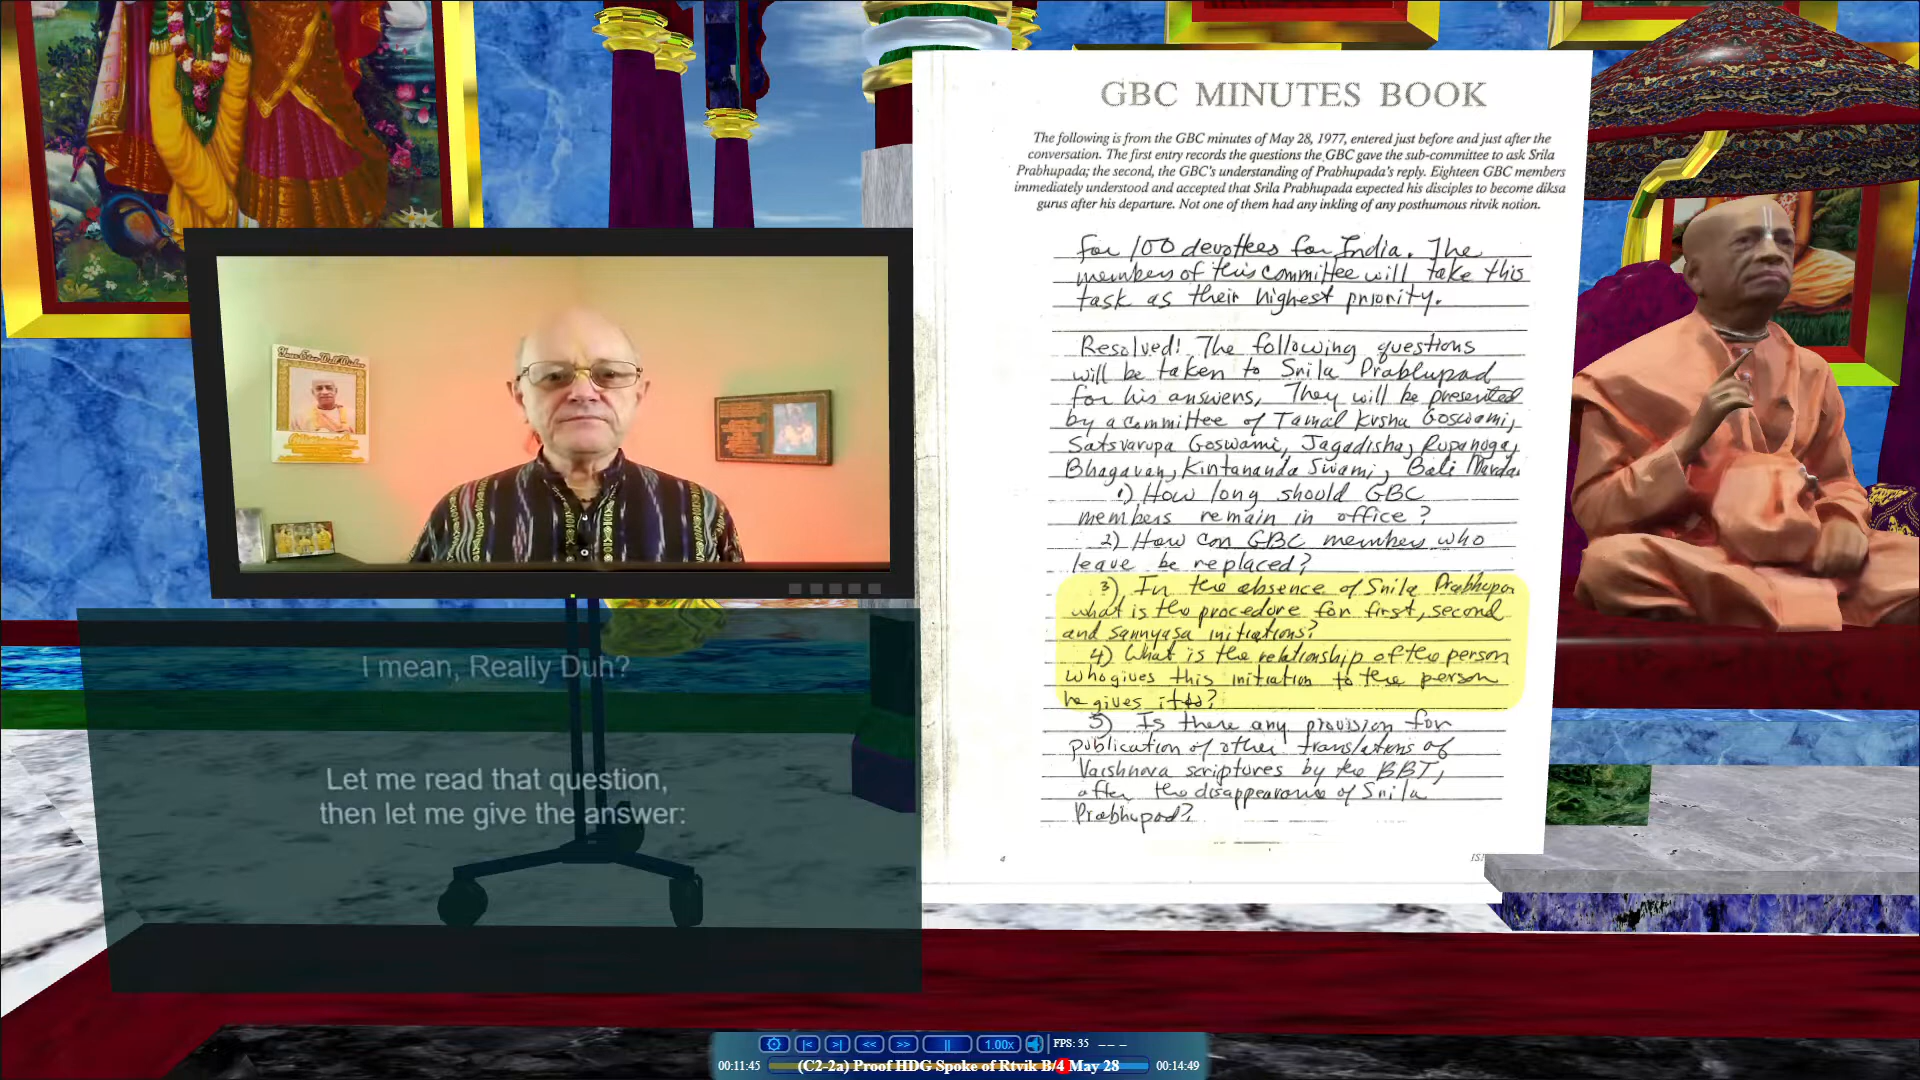 GBC MINUTES BOOK
The following is from the GBC minutes of May 28, 1977, entered just before and just after the
conversation. The first entry records the questions the GBC gave the sub-committee to ask Srila
Prabhupada; the second, the GBC's understanding of Prabhupada's reply. Eighteen GBC members
immediately understood and accepted that Srila Prabhupada expected his disciples to become diksa
gurus after his departure. Not one of them had any inkling of any posthumous ritvik notion.
for 100 devottees for India. The
members of this committee will take this
task as their highest priority.
Resolved! The following questions
will be taken to Srila Prabhupad
for his answers, They will be presented
by a committee of Tamal Krsna Goswami,
Satsvarupa Goswami, Jagadisha, Rupanoga,
Bhagavan, Kirtananda Swami, Bali Mardan
1) How long should GBC
members remain in office?
2) How can GBC members who
leave be replaced?
3) In the absence of Srila Prabhupad
what is the procedure for first, second
and sannyasa initiations?
4) What is the relationship of the person
who gives this initiation to the person
he gives it to?
5) Is there any provision for
publication of other translations of
Vaishnava scriptures by the BBT,
after the disappearance of Srila
Prabhupad?
4
Your Ever Well Wisher
I mean, Really Duh?
Let me read that question,
then let me give the answer:
1.00x
FPS: 35
00:11:45
(C2-2a) Proof HDG Spoke of Rtvik B/4 May 28
00:14:49